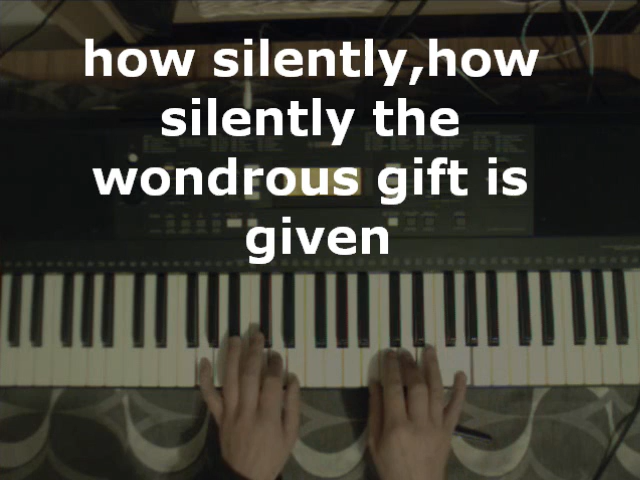 how silently,how
silently the
wondrous gift is
given